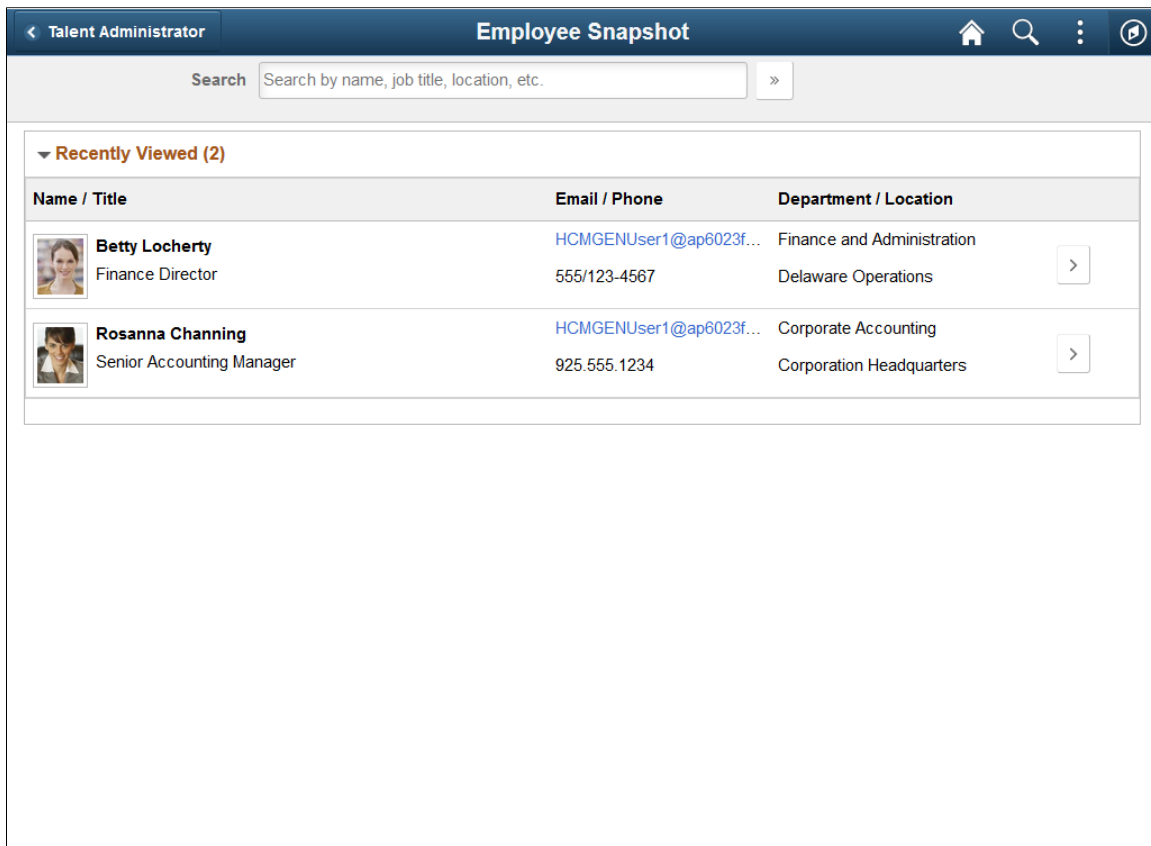 Talent Administrator
Employee Snapshot
Search
Search by name, job title, location, etc.
Recently Viewed (2)
Name / Title Email / Phone Department / Location
Betty Locherty HCMGENUser1@ap6023f... Finance and Administration
Finance Director 555/123-4567 Delaware Operations
Rosanna Channing HCMGENUser1@ap6023f... Corporate Accounting
Senior Accounting Manager 925.555.1234 Corporation Headquarters